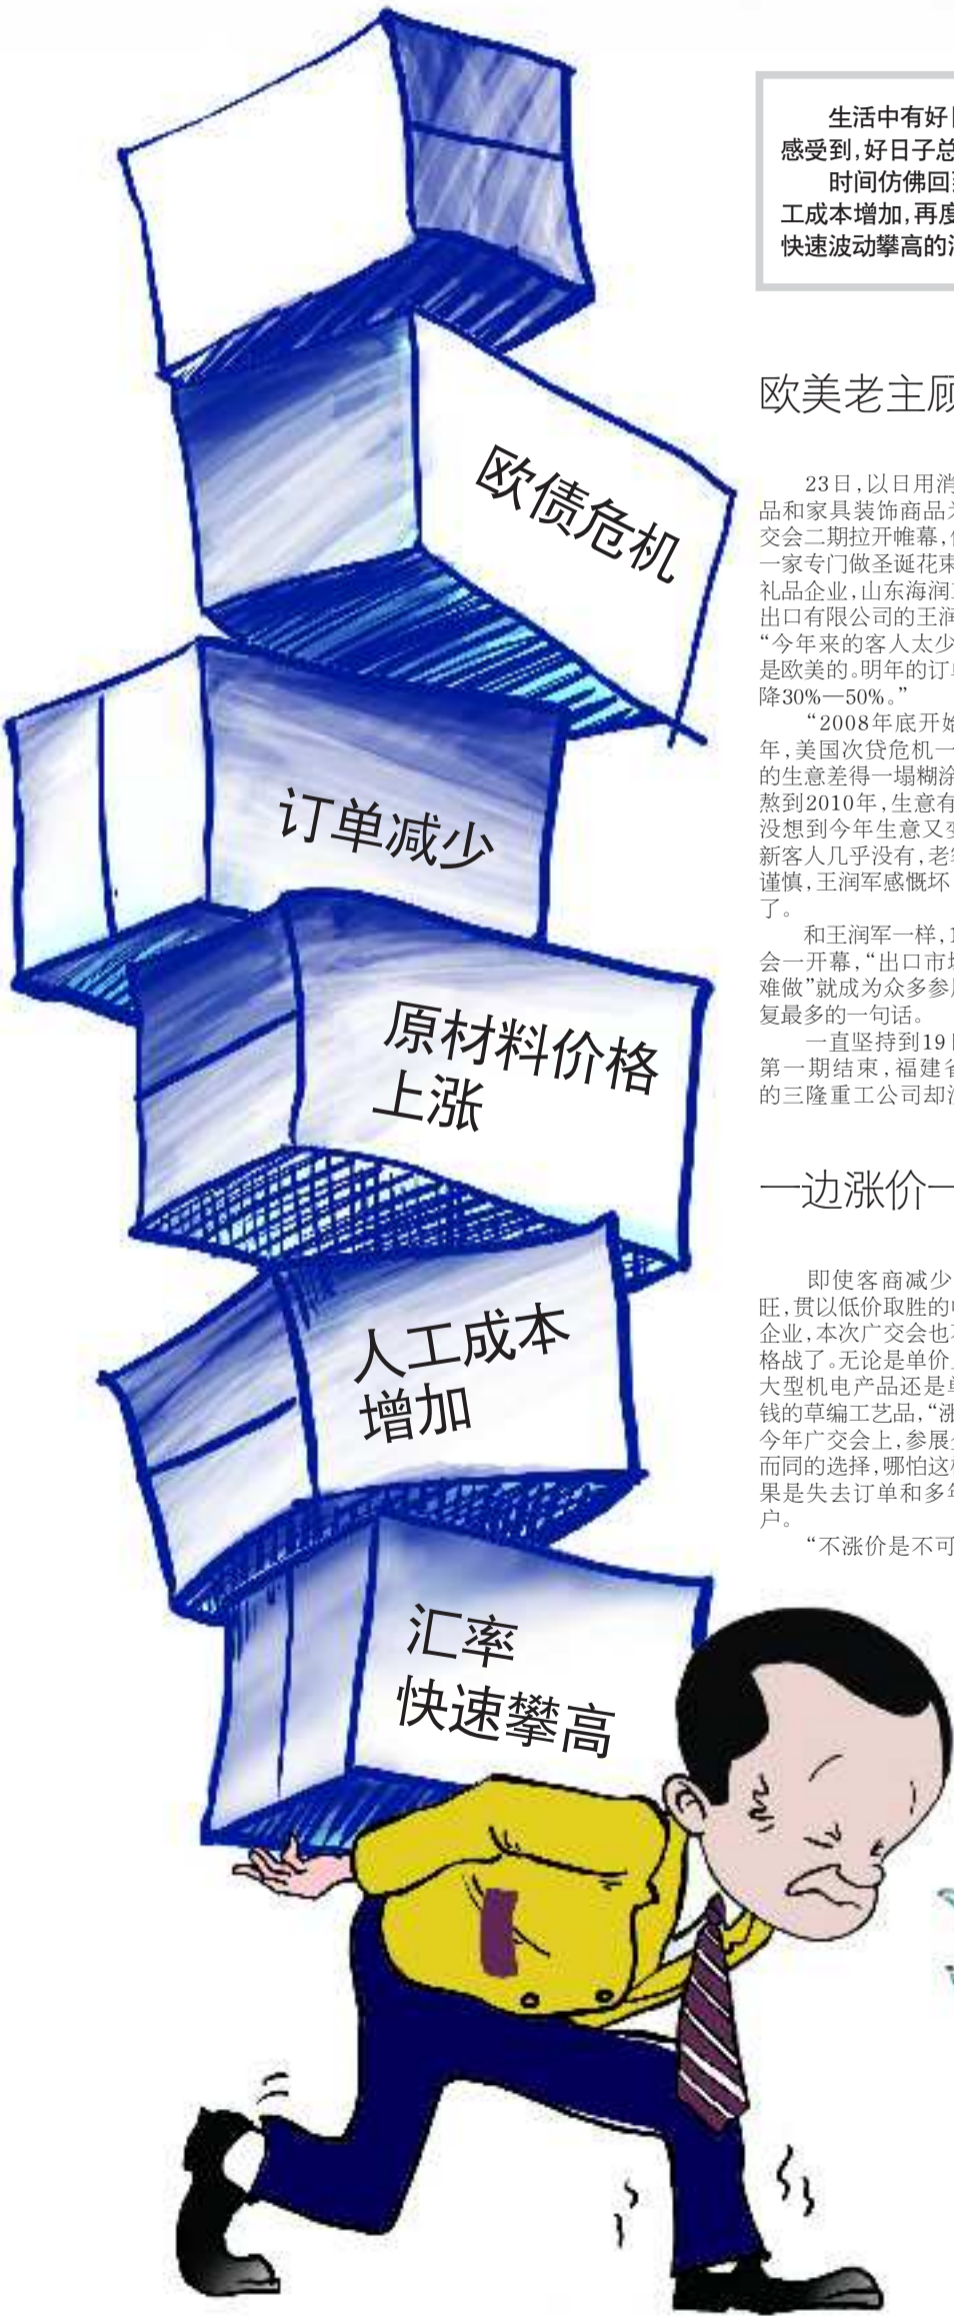 欧债危机
订单减少
原材料价格
上涨
人工成本
增加
汇率
快速攀高
生活中有好
感受到,好日子总
时间仿佛回
工成本增加,再度
快速波动攀高的
欧美老主顾
23日,以日用消
品和家具装饰商品
交会二期拉开帷幕,
一家专门做圣诞花束
礼品企业,山东海润
出口有限公司的王润
“今年来的客人太少
是欧美的。明年的订单
降30%—50%。”
“2008年底开始
年,美国次贷危机一
的生意差得一塌糊涂
熬到2010年,生意有
没想到今年生意又变
新客人几乎没有,老客
谨慎,王润军感慨坏
了。
和王润军一样,
会一开幕,“出口市场
难做”就成为众多参
复最多的一句话。
一直坚持到19
第一期结束,福建省
的三隆重工公司却
一边涨价一
即使客商减少
旺,贯以低价取胜的
企业,本次广交会也
格战了。无论是单价
大型机电产品还是单
钱的草编工艺品,“涨
今年广交会上,参展
而同的选择,哪怕这
果是失去订单和多年
户。
“不涨价是不可